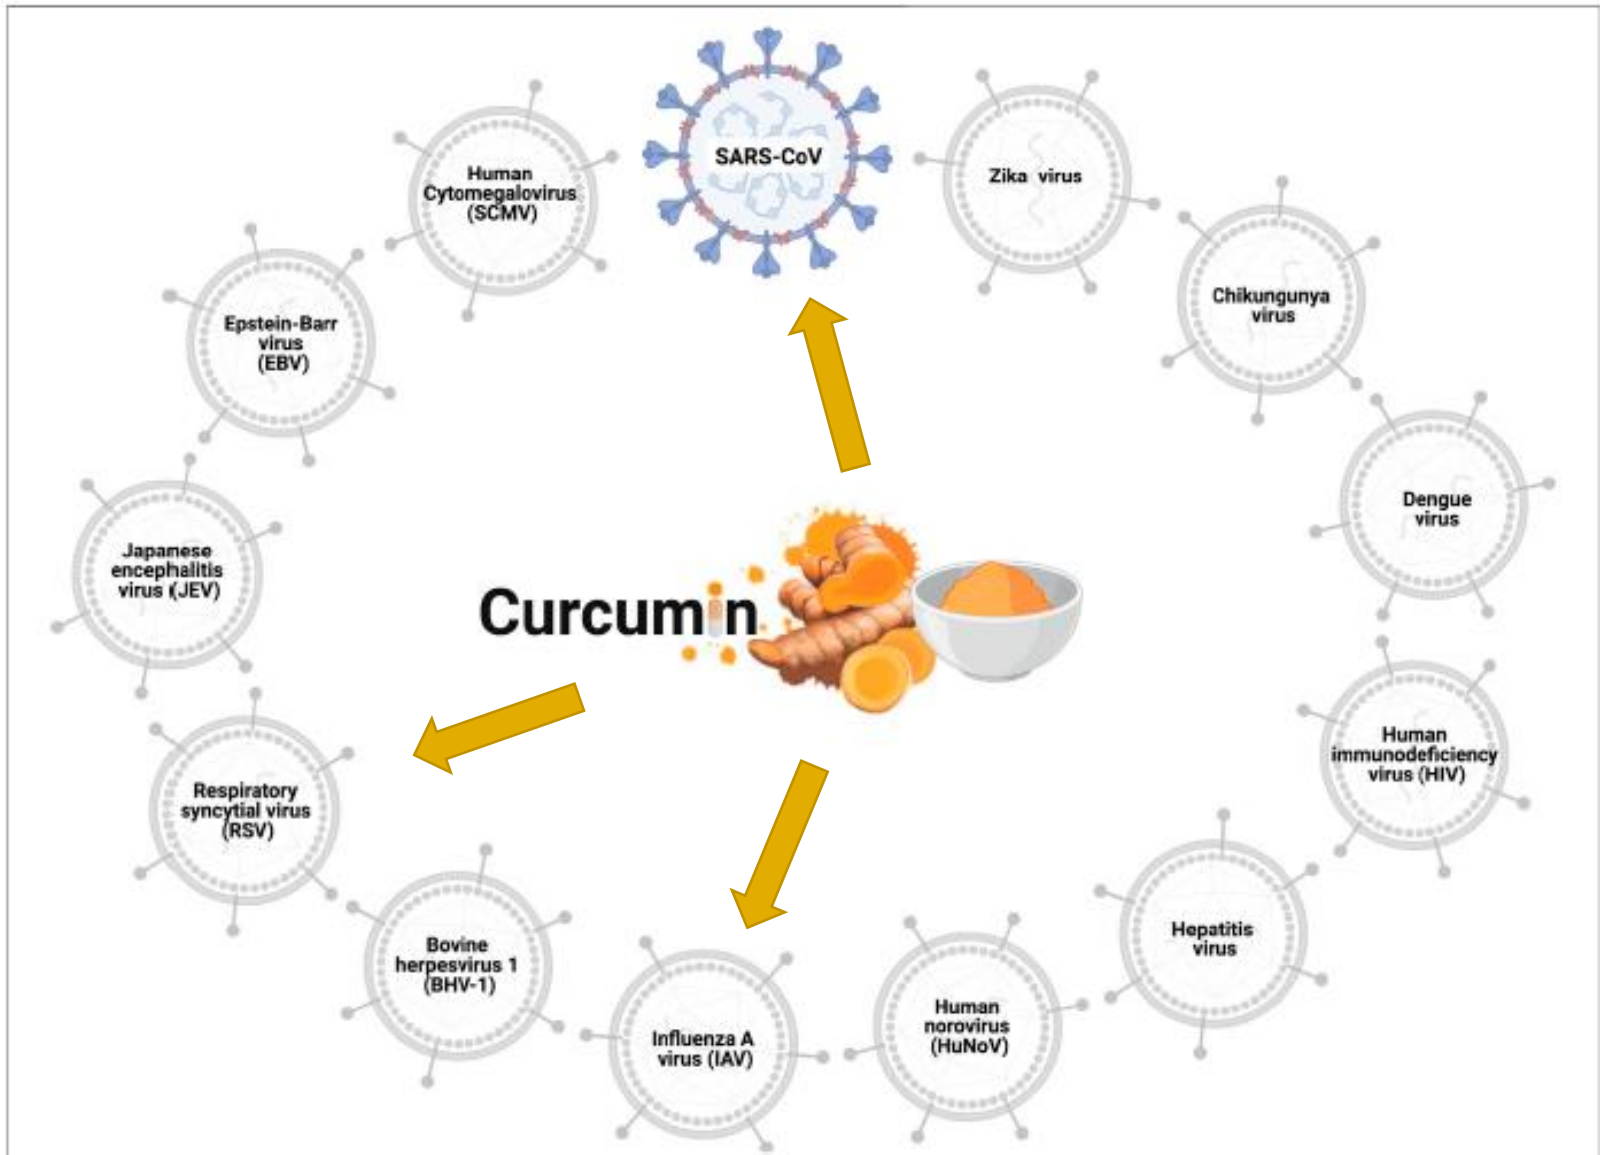 SARS-CoV
Zika virus
Chikungunya
virus
Dengue
virus
Human
immunodeficiency
virus (HIV)
Hepatitis
virus
Human
norovirus
(HuNoV)
Influenza A
virus (IAV)
Bovine
herpesvirus 1
(BHV-1)
Respiratory
syncytial virus
(RSV)
Japanese
encephalitis
virus (JEV)
Epstein-Barr
virus
(EBV)
Human
Cytomegalovirus
(SCMV)
Curcumin